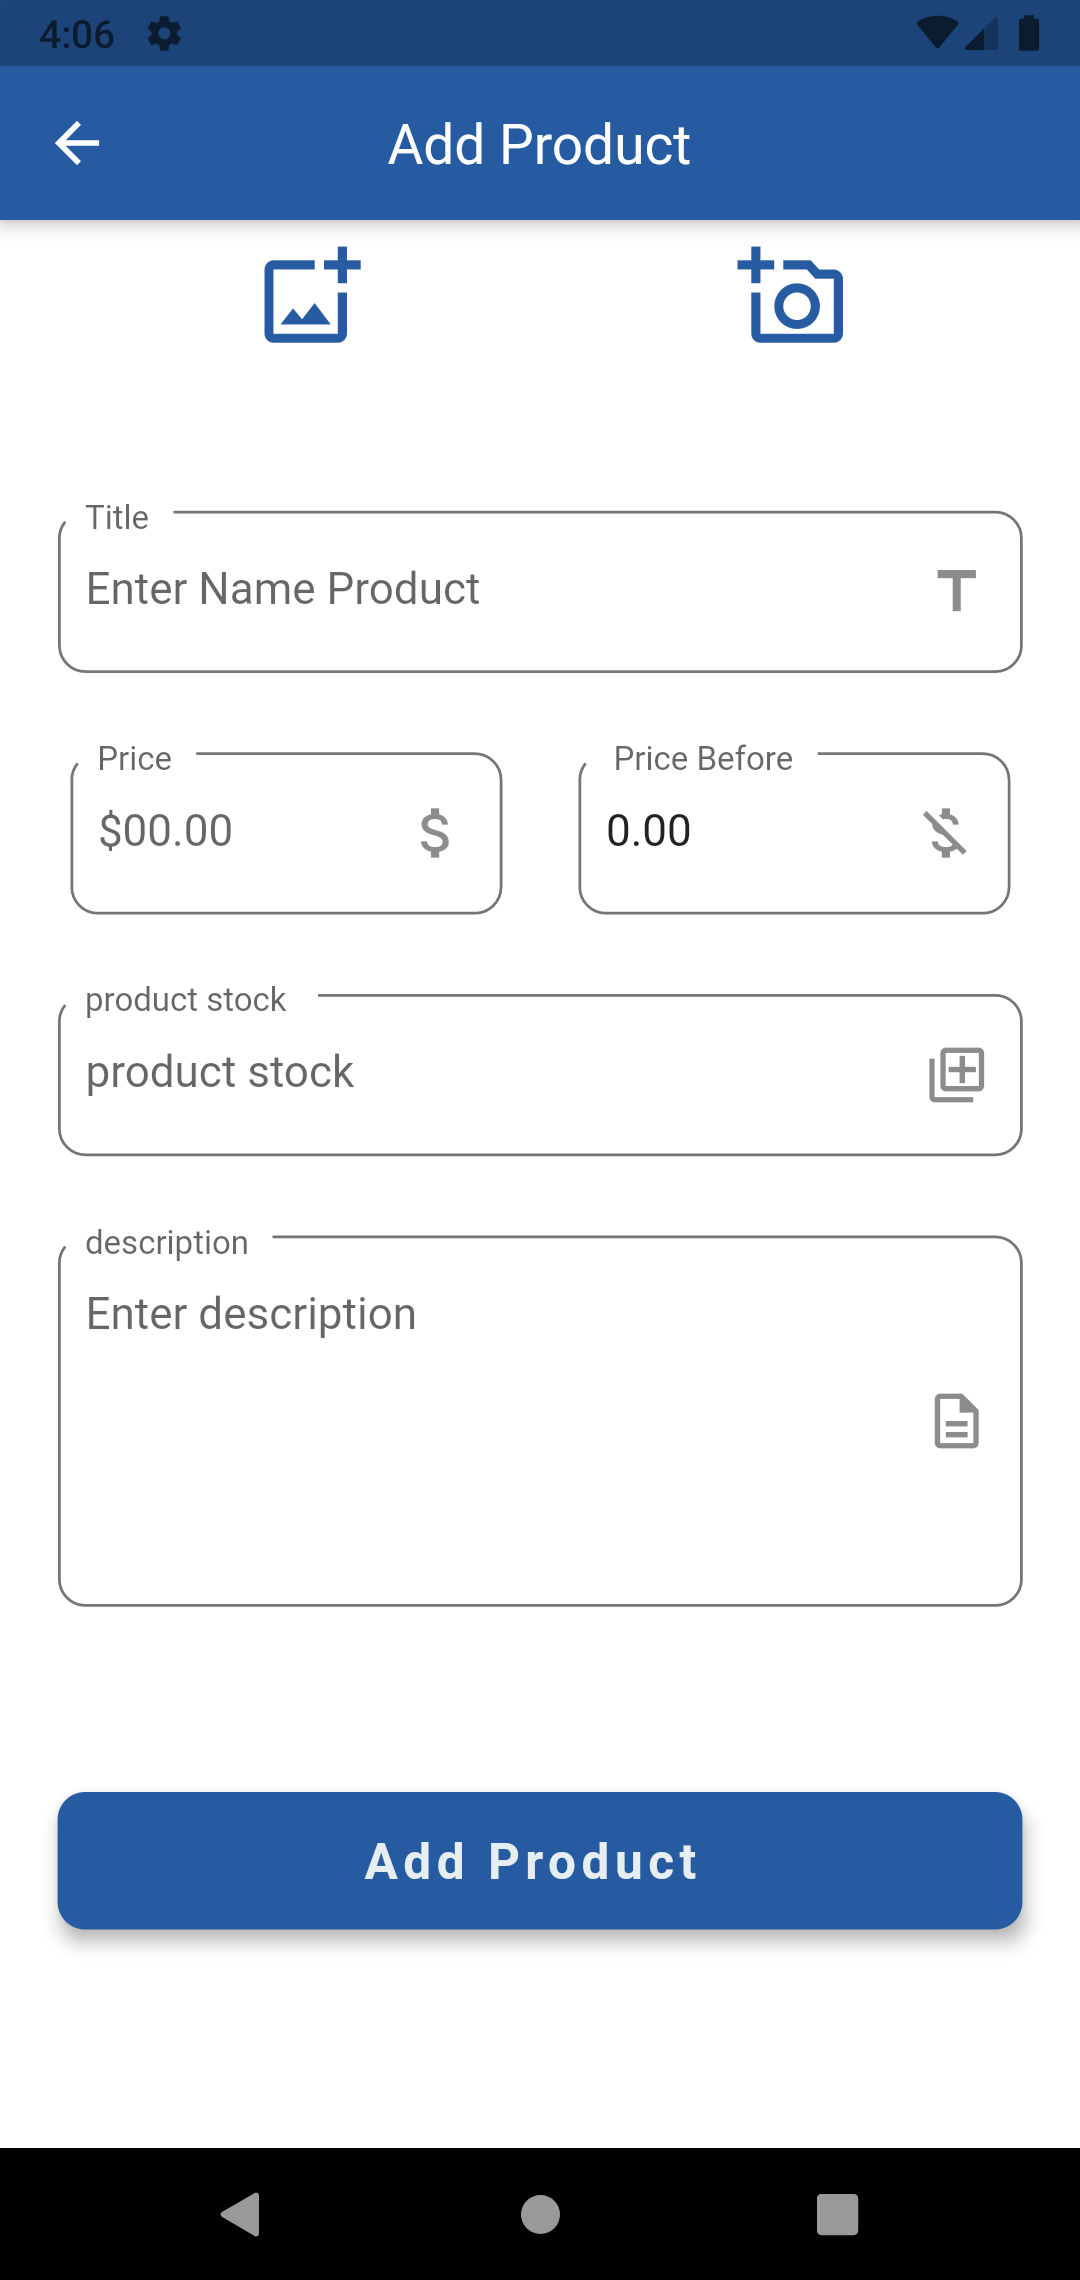 4:06
Add Product
Title
Enter Name Product
Price
Price Before
$00.00
0.00
product stock
product stock
description
Enter description
Add Product